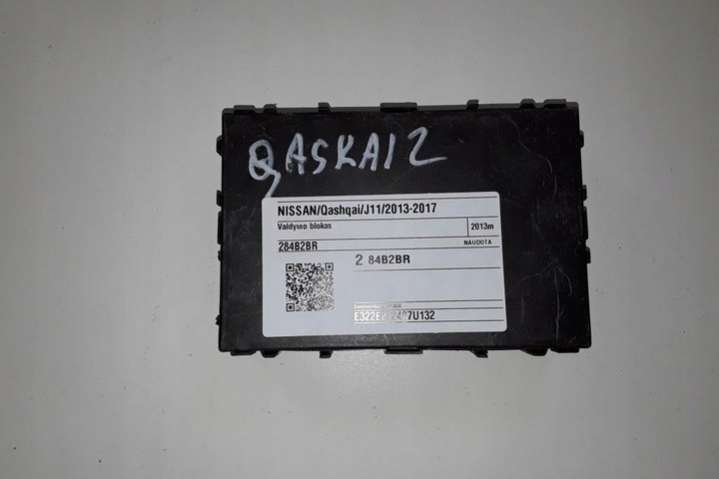 QASKAI 2
NISSAN/Qashqai/J11/2013-2017
Valdymo blokas 2013m
284B2BR NAUDOTA
2 84B2BR